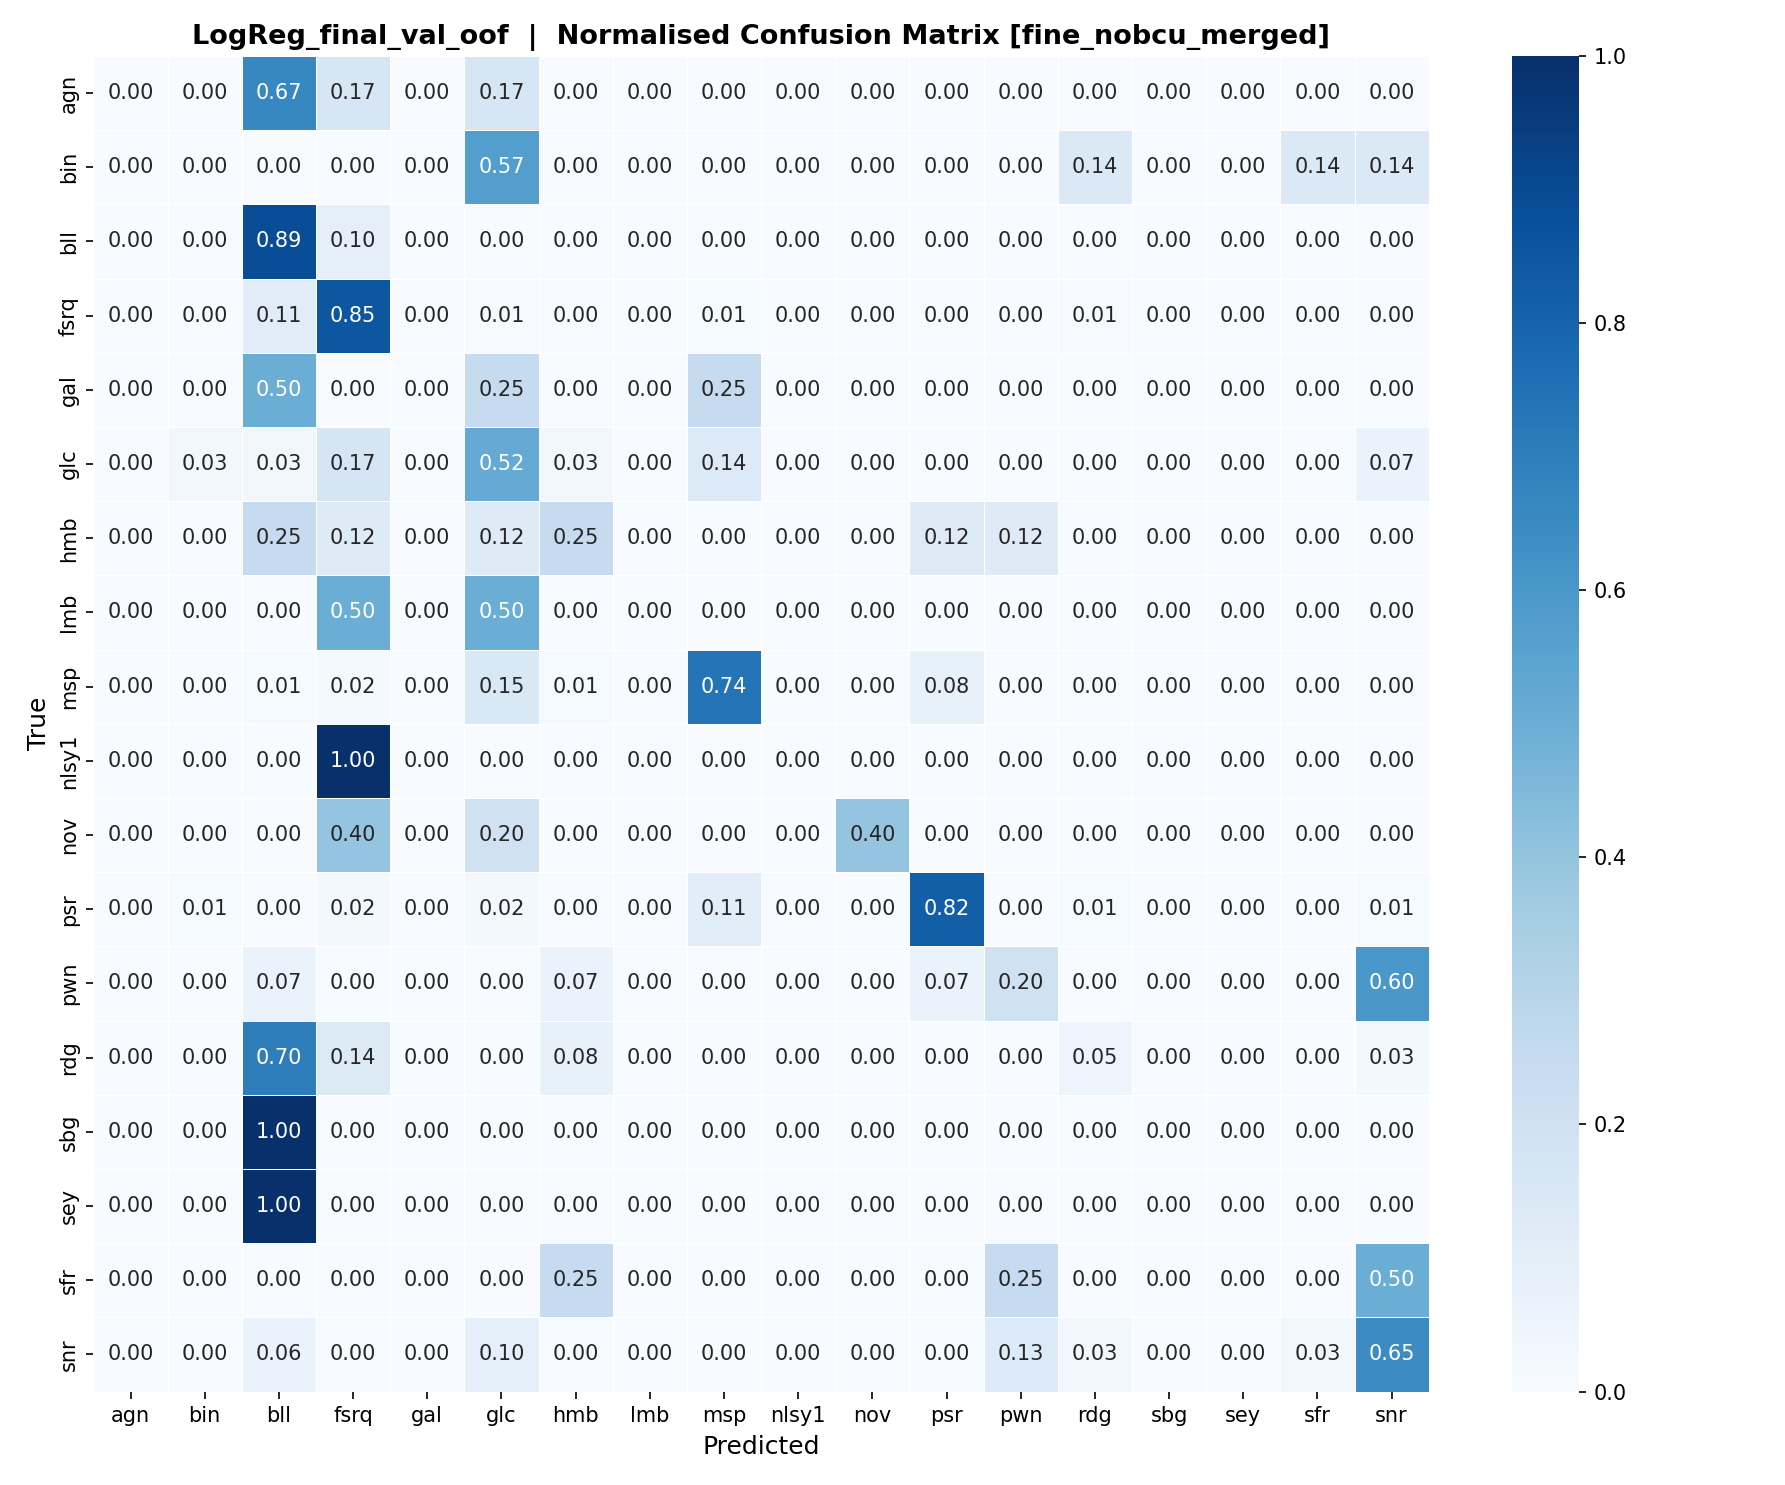 LogReg_final_val_oof | Normalised Confusion Matrix [fine_nobcu_merged]
agn 0.00 0.00 0.67 0.17 0.00 0.17 0.00 0.00 0.00 0.00 0.00 0.00 0.00 0.00 0.00 0.00 0.00 0.00
bin 0.00 0.00 0.00 0.00 0.00 0.57 0.00 0.00 0.00 0.00 0.00 0.00 0.00 0.14 0.00 0.00 0.14 0.14
bll 0.00 0.00 0.89 0.10 0.00 0.00 0.00 0.00 0.00 0.00 0.00 0.00 0.00 0.00 0.00 0.00 0.00 0.00
fsrq 0.00 0.00 0.11 0.85 0.00 0.01 0.00 0.00 0.01 0.00 0.00 0.00 0.00 0.01 0.00 0.00 0.00 0.00
gal 0.00 0.00 0.50 0.00 0.00 0.25 0.00 0.00 0.25 0.00 0.00 0.00 0.00 0.00 0.00 0.00 0.00 0.00
glc 0.00 0.03 0.03 0.17 0.00 0.52 0.03 0.00 0.14 0.00 0.00 0.00 0.00 0.00 0.00 0.00 0.00 0.07
hmb 0.00 0.00 0.25 0.12 0.00 0.12 0.25 0.00 0.00 0.00 0.00 0.12 0.12 0.00 0.00 0.00 0.00 0.00
lmb 0.00 0.00 0.00 0.50 0.00 0.50 0.00 0.00 0.00 0.00 0.00 0.00 0.00 0.00 0.00 0.00 0.00 0.00
msp 0.00 0.00 0.01 0.02 0.00 0.15 0.01 0.00 0.74 0.00 0.00 0.08 0.00 0.00 0.00 0.00 0.00 0.00
nlsy1 0.00 0.00 0.00 1.00 0.00 0.00 0.00 0.00 0.00 0.00 0.00 0.00 0.00 0.00 0.00 0.00 0.00 0.00
nov 0.00 0.00 0.00 0.40 0.00 0.20 0.00 0.00 0.00 0.00 0.40 0.00 0.00 0.00 0.00 0.00 0.00 0.00
psr 0.00 0.01 0.00 0.02 0.00 0.02 0.00 0.00 0.11 0.00 0.00 0.82 0.00 0.01 0.00 0.00 0.00 0.01
pwn 0.00 0.00 0.07 0.00 0.00 0.00 0.07 0.00 0.00 0.00 0.00 0.07 0.20 0.00 0.00 0.00 0.00 0.60
rdg 0.00 0.00 0.70 0.14 0.00 0.00 0.08 0.00 0.00 0.00 0.00 0.00 0.00 0.05 0.00 0.00 0.00 0.03
sbg 0.00 0.00 1.00 0.00 0.00 0.00 0.00 0.00 0.00 0.00 0.00 0.00 0.00 0.00 0.00 0.00 0.00 0.00
sey 0.00 0.00 1.00 0.00 0.00 0.00 0.00 0.00 0.00 0.00 0.00 0.00 0.00 0.00 0.00 0.00 0.00 0.00
sfr 0.00 0.00 0.00 0.00 0.00 0.00 0.25 0.00 0.00 0.00 0.00 0.00 0.25 0.00 0.00 0.00 0.00 0.50
snr 0.00 0.00 0.06 0.00 0.00 0.10 0.00 0.00 0.00 0.00 0.00 0.00 0.13 0.03 0.00 0.00 0.03 0.65
agn bin bll fsrq gal glc hmb lmb msp nlsy1 nov psr pwn rdg sbg sey sfr snr
Predicted
True
1.0
0.8
0.6
0.4
0.2
0.0